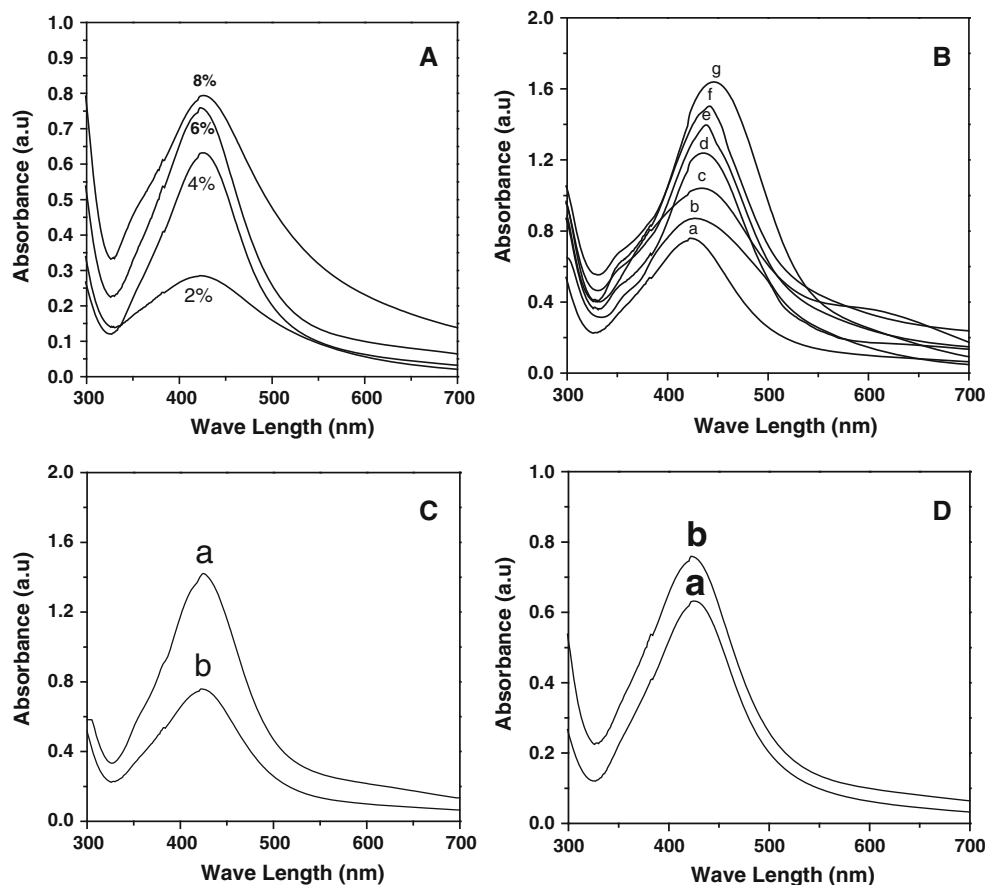 A
1.0
0.9
0.8
0.7
0.6
0.5
0.4
0.3
0.2
0.1
0.0
Absorbance (a.u)
8%
6%
4%
2%
300 400 500 600 700
Wave Length (nm)
B
2.0
1.6
1.2
0.8
0.4
0.0
Absorbance (a.u)
g
f
e
d
c
b
a
300 400 500 600 700
Wave Length (nm)
C
2.0
1.6
1.2
0.8
0.4
0.0
Absorbance (a.u)
a
b
300 400 500 600 700
Wave Length (nm)
D
1.0
0.8
0.6
0.4
0.2
0.0
Absorbance (a.u)
b
a
300 400 500 600 700
Wave Length (nm)